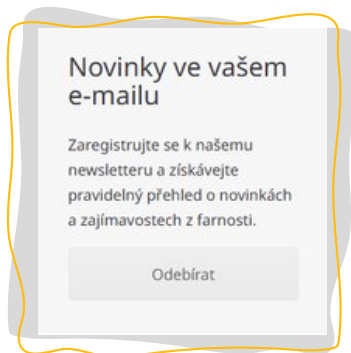 Novinky ve vašem
e-mailu
Zaregistrujte se k našemu
newsletteru a získávejte
pravidelný přehled o novinkách
a zajímavostech z farnosti.
Odebírat